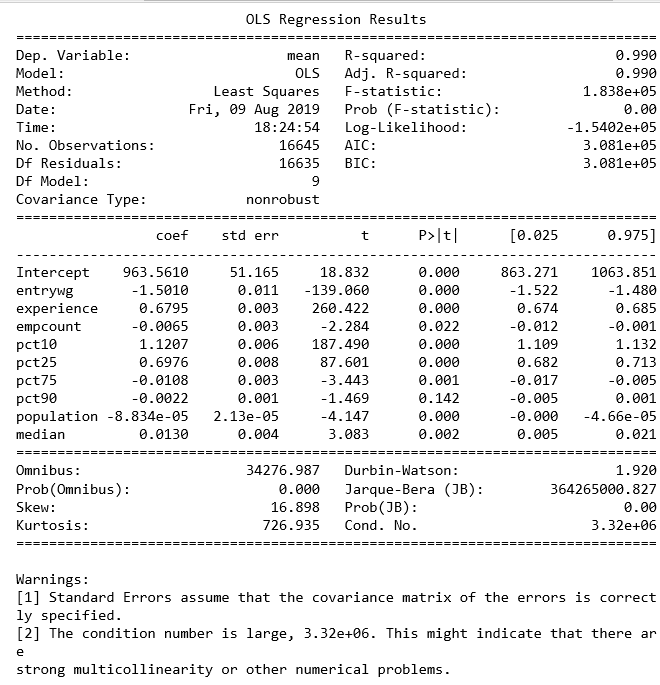 OLS Regression Results
==============================================================================
Dep. Variable: mean R-squared: 0.990
Model: OLS Adj. R-squared: 0.990
Method: Least Squares F-statistic: 1.838e+05
Date: Fri, 09 Aug 2019 Prob (F-statistic): 0.00
Time: 18:24:54 Log-Likelihood: -1.5402e+05
No. Observations: 16645 AIC: 3.081e+05
Df Residuals: 16635 BIC: 3.081e+05
Df Model: 9
Covariance Type: nonrobust
==============================================================================
coef std err t P>|t| [0.025 0.975]
------------------------------------------------------------------------------
Intercept 963.5610 51.165 18.832 0.000 863.271 1063.851
entrywg -1.5010 0.011 -139.060 0.000 -1.522 -1.480
experience 0.6795 0.003 260.422 0.000 0.674 0.685
empcount -0.0065 0.003 -2.284 0.022 -0.012 -0.001
pct10 1.1207 0.006 187.490 0.000 1.109 1.132
pct25 0.6976 0.008 87.601 0.000 0.682 0.713
pct75 -0.0108 0.003 -3.443 0.001 -0.017 -0.005
pct90 -0.0022 0.001 -1.469 0.142 -0.005 0.001
population -8.834e-05 2.13e-05 -4.147 0.000 -0.000 -4.66e-05
median 0.0130 0.004 3.083 0.002 0.005 0.021
==============================================================================
Omnibus: 34276.987 Durbin-Watson: 1.920
Prob(Omnibus): 0.000 Jarque-Bera (JB): 364265000.827
Skew: 16.898 Prob(JB): 0.00
Kurtosis: 726.935 Cond. No. 3.32e+06
==============================================================================
Warnings:
[1] Standard Errors assume that the covariance matrix of the errors is correct
ly specified.
[2] The condition number is large, 3.32e+06. This might indicate that there ar
e
strong multicollinearity or other numerical problems.